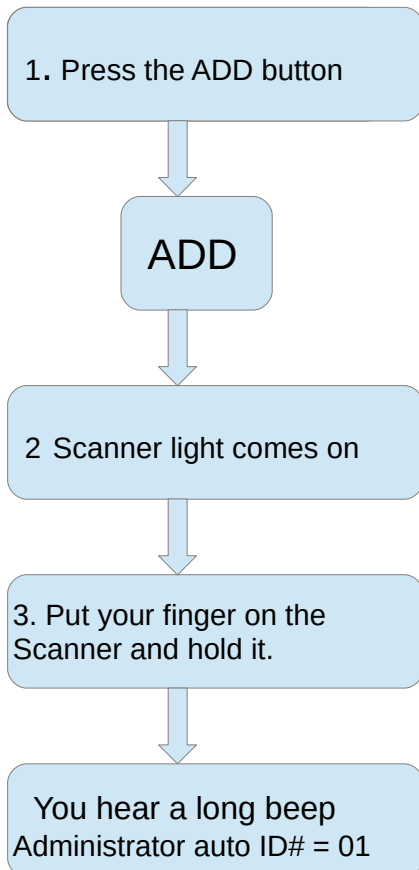 1. Press the ADD button
ADD
2 Scanner light comes on
3. Put your finger on the
Scanner and hold it.
You hear a long beep
Administrator auto ID# = 01